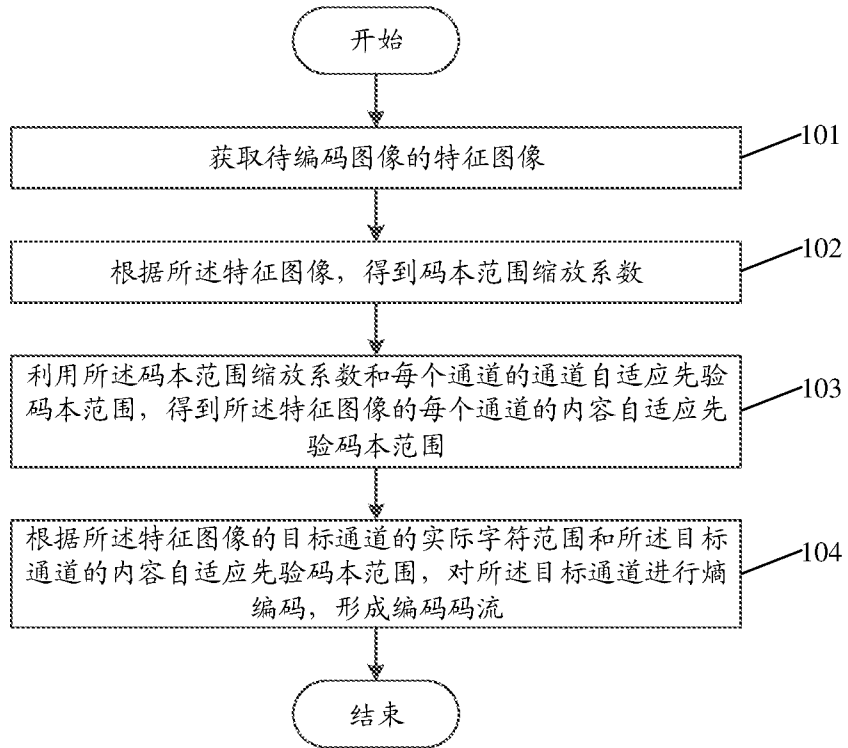 开始
获取待编码图像的特征图像
101
根据所述特征图像，得到码本范围缩放系数
102
利用所述码本范围缩放系数和每个通道的通道自适应先验
码本范围，得到所述特征图像的每个通道的内容自适应先
验码本范围
103
根据所述特征图像的目标通道的实际字符范围和所述目标
通道的内容自适应先验码本范围，对所述目标通道进行熵
编码，形成编码码流
104
结束